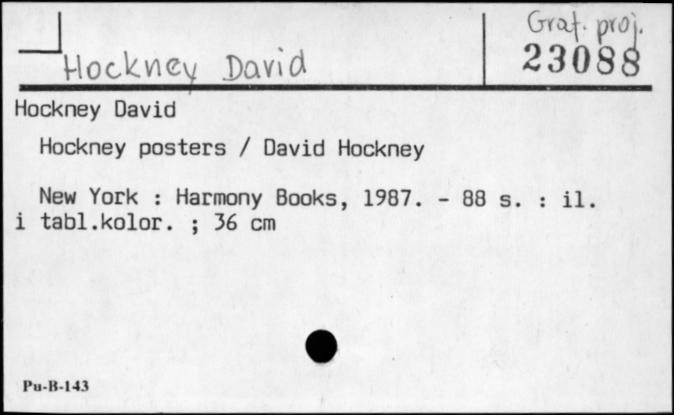 Graf. proj.
Hockney David
23088
Hockney David
Hockney posters / David Hockney
New York : Harmony Books, 1987. - 88 s. : il.
i tabl.kolor. ; 36 cm
Pu-B-143